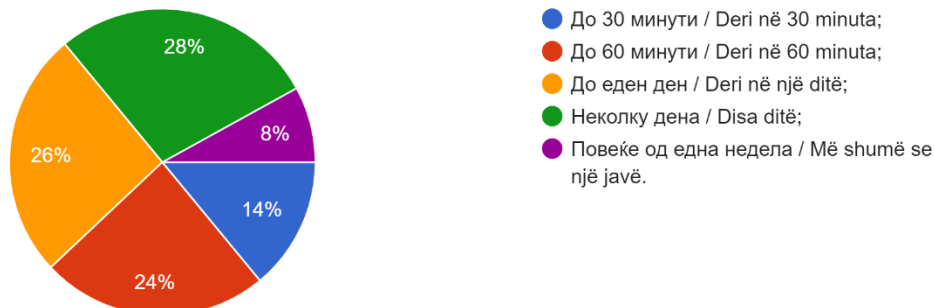 28%
8%
26%
14%
24%
До 30 минути / Deri në 30 minuta;
До 60 минути / Deri në 60 minuta;
До еден ден / Deri në një ditë;
Неколку дена / Disa ditë;
Повеќе од една недела / Më shumë se
një javë.